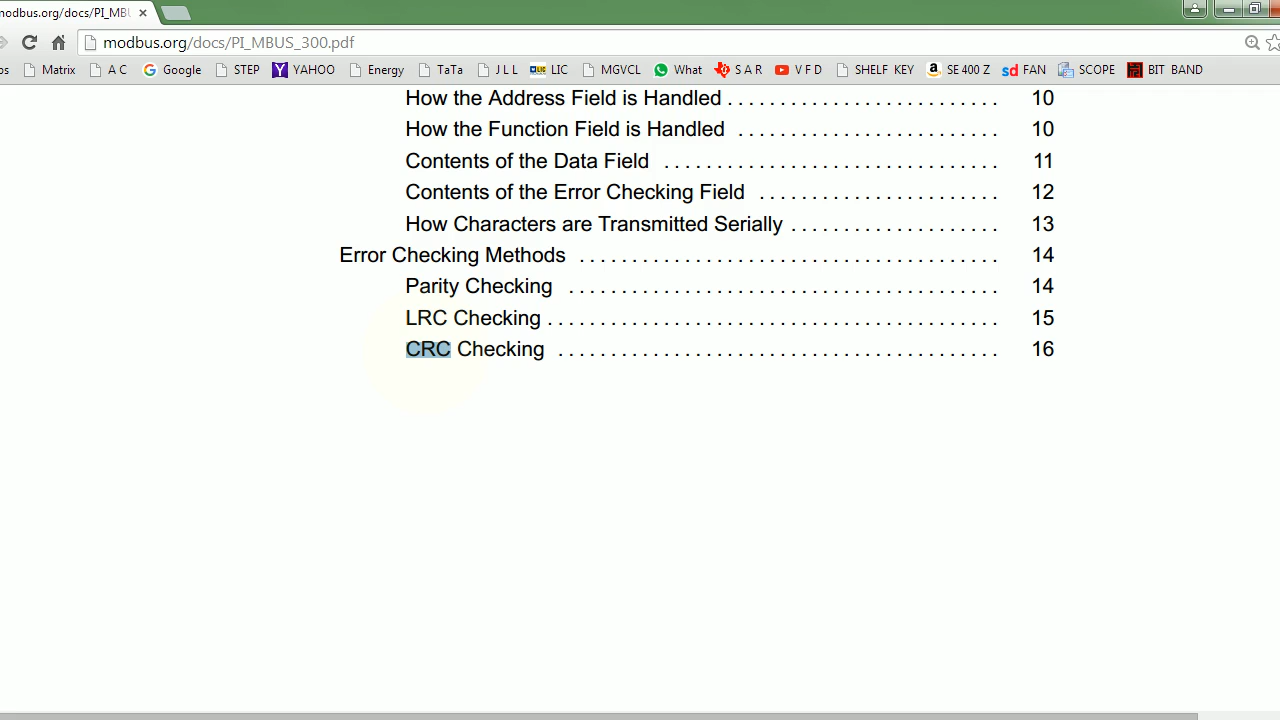 modbus.org/docs/PI_MBU
modbus.org/docs/PI_MBUS_300.pdf
ps Matrix A C Google STEP YAHOO Energy TaTa J L L LIC MGVCL What S A R V F D SHELF KEY SE 400 Z FAN SCOPE BIT BAND
How the Address Field is Handled . . . . . . . . . . . . . . . . . . . . . . . . . . 10
How the Function Field is Handled . . . . . . . . . . . . . . . . . . . . . . . . . 10
Contents of the Data Field . . . . . . . . . . . . . . . . . . . . . . . . . . . . . . . . 11
Contents of the Error Checking Field . . . . . . . . . . . . . . . . . . . . . . . 12
How Characters are Transmitted Serially . . . . . . . . . . . . . . . . . . . . 13
Error Checking Methods . . . . . . . . . . . . . . . . . . . . . . . . . . . . . . . . . . . . . . . . 14
Parity Checking . . . . . . . . . . . . . . . . . . . . . . . . . . . . . . . . . . . . . . . . . 14
LRC Checking . . . . . . . . . . . . . . . . . . . . . . . . . . . . . . . . . . . . . . . . . . . 15
CRC Checking . . . . . . . . . . . . . . . . . . . . . . . . . . . . . . . . . . . . . . . . . . 16